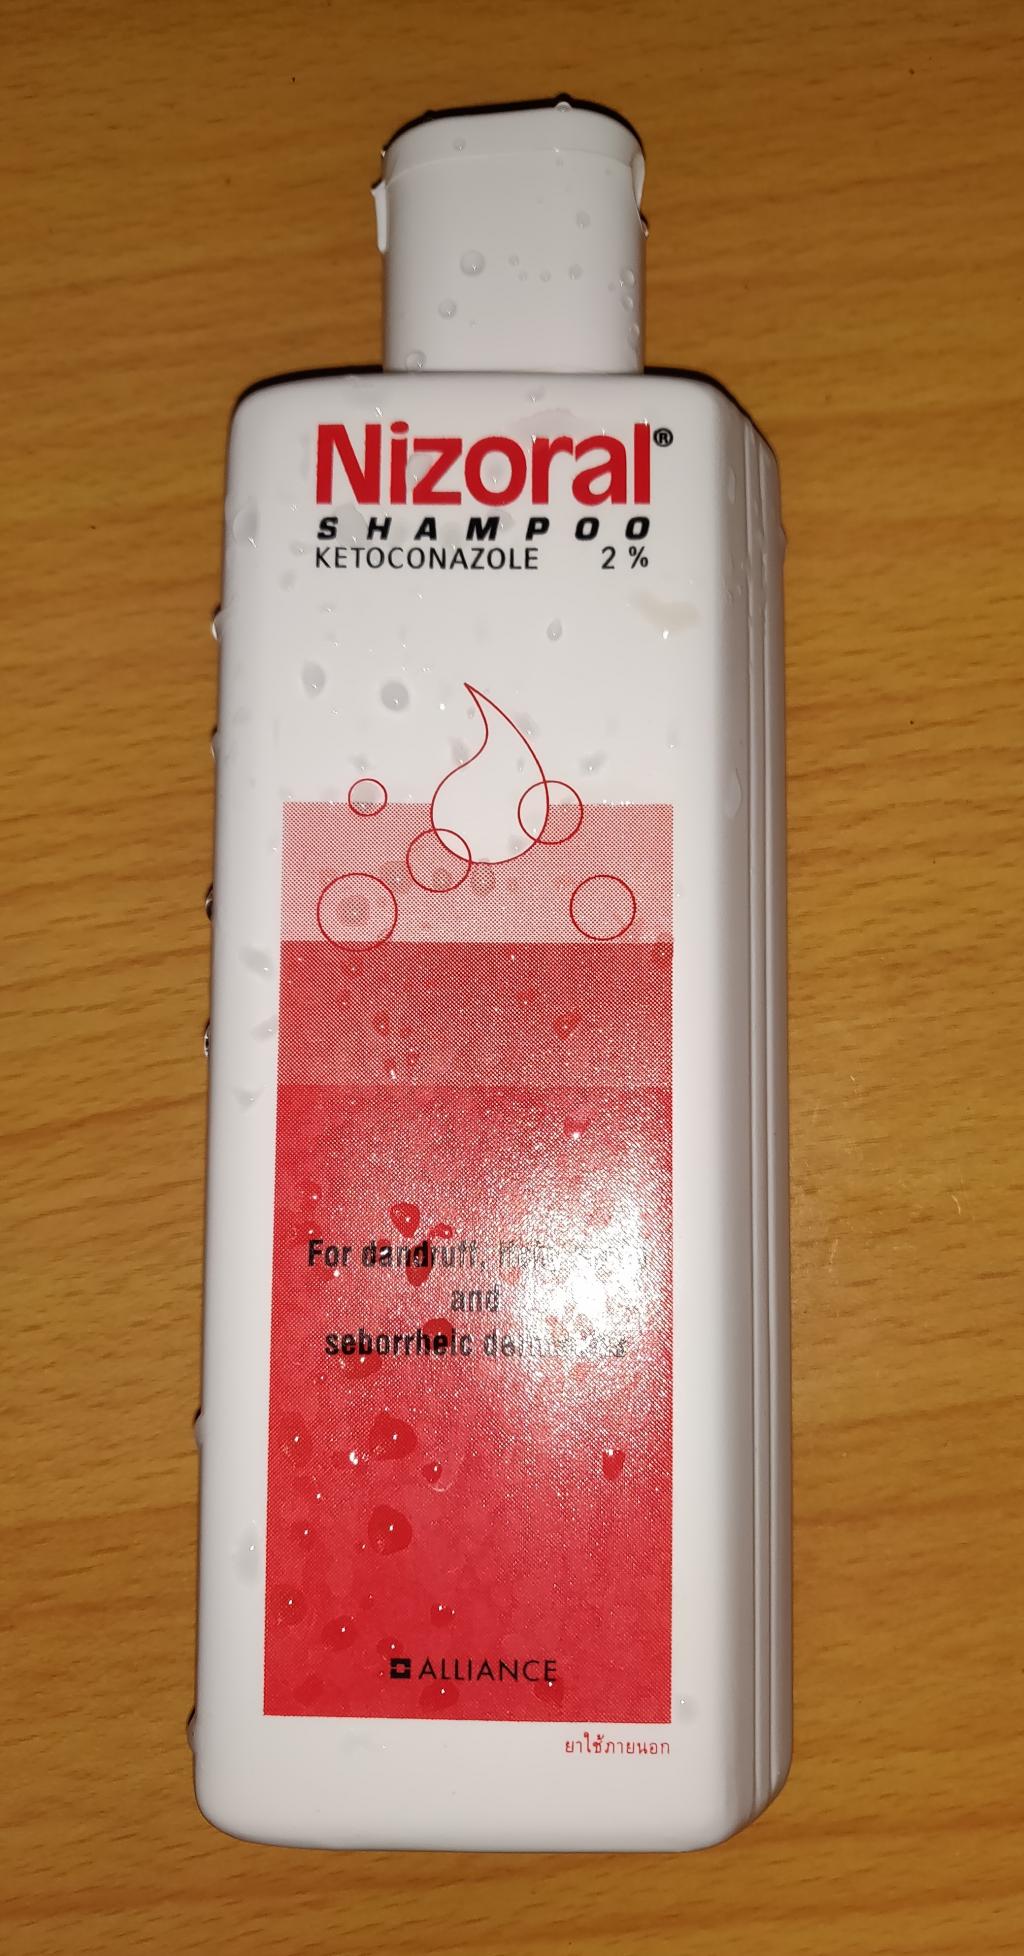 Nizoral®
SHAMPOO
KETOCONAZOLE 2 %
For dandruff,
and
seborrheic dermatitis
ALLIANCE
ยาใช้ภายนอก